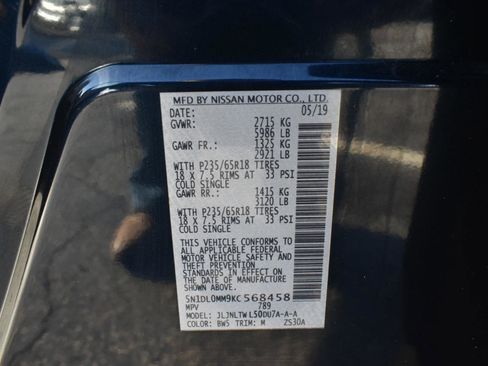 MFD BY NISSAN MOTOR CO., LTD.
DATE: 05/19
GVWR: 2715 KG
5986 LB
GAWR FR.: 1325 KG
2921 LB
WITH P235/65R18 TIRES
18 X 7.5 RIMS AT 33 PSI
COLD SINGLE
GAWR RR.: 1415 KG
3120 LB
WITH P235/65R18 TIRES
18 X 7.5 RIMS AT 33 PSI
COLD SINGLE
THIS VEHICLE CONFORMS TO
ALL APPLICABLE FEDERAL
MOTOR VEHICLE SAFETY AND
THEFT PREVENTION
STANDARDS IN EFFECT ON
THE DATE OF MANUFACTURE
SHOWN ABOVE.
5N1DL0MM9KC568458
MPV 789
MODEL: JLJNLTWL50DU7A-A-A
COLOR: BW5 TRIM: M ZS30A